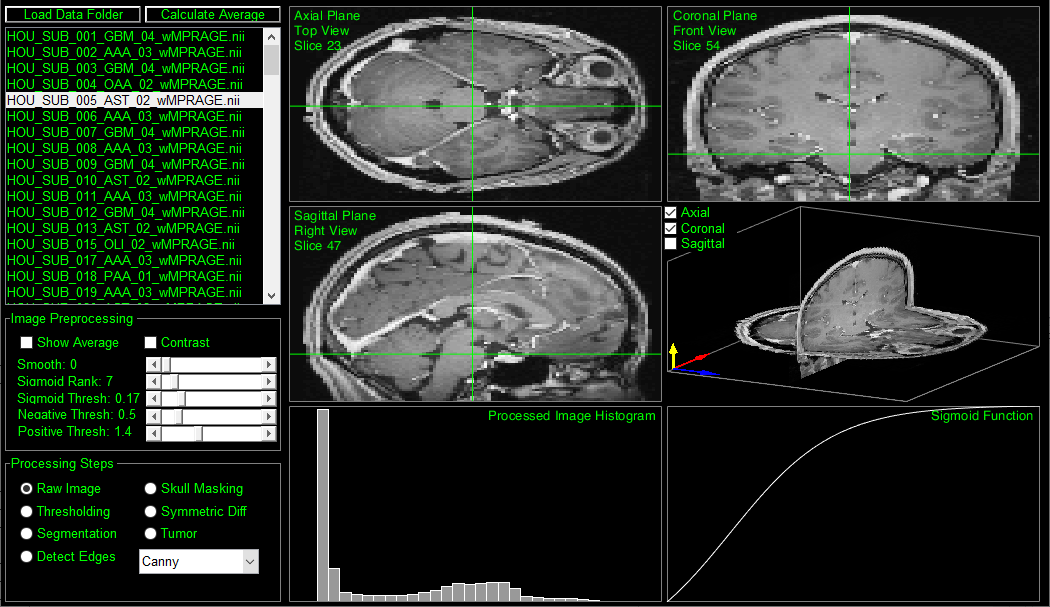 Load Data Folder
Calculate Average
HOU_SUB_001_GBM_04_wMPRAGE.nii
HOU_SUB_002_AAA_03_wMPRAGE.nii
HOU_SUB_003_GBM_04_wMPRAGE.nii
HOU_SUB_004_OAA_02_wMPRAGE.nii
HOU_SUB_005_AST_02_wMPRAGE.nii
HOU_SUB_006_AAA_03_wMPRAGE.nii
HOU_SUB_007_GBM_04_wMPRAGE.nii
HOU_SUB_008_AAA_03_wMPRAGE.nii
HOU_SUB_009_GBM_04_wMPRAGE.nii
HOU_SUB_010_AST_02_wMPRAGE.nii
HOU_SUB_011_AAA_03_wMPRAGE.nii
HOU_SUB_012_GBM_04_wMPRAGE.nii
HOU_SUB_013_AST_02_wMPRAGE.nii
HOU_SUB_015_OLI_02_wMPRAGE.nii
HOU_SUB_017_AAA_03_wMPRAGE.nii
HOU_SUB_018_PAA_01_wMPRAGE.nii
HOU_SUB_019_AAA_03_wMPRAGE.nii
Image Preprocessing
Show Average
Contrast
Smooth: 0
Sigmoid Rank: 7
Sigmoid Thresh: 0.17
Negative Thresh: 0.5
Positive Thresh: 1.4
Processing Steps
Raw Image
Skull Masking
Thresholding
Symmetric Diff
Segmentation
Tumor
Detect Edges
Canny
Axial Plane
Top View
Slice 23
Coronal Plane
Front View
Slice 54
Sagittal Plane
Right View
Slice 47
Axial
Coronal
Sagittal
Processed Image Histogram
Sigmoid Function